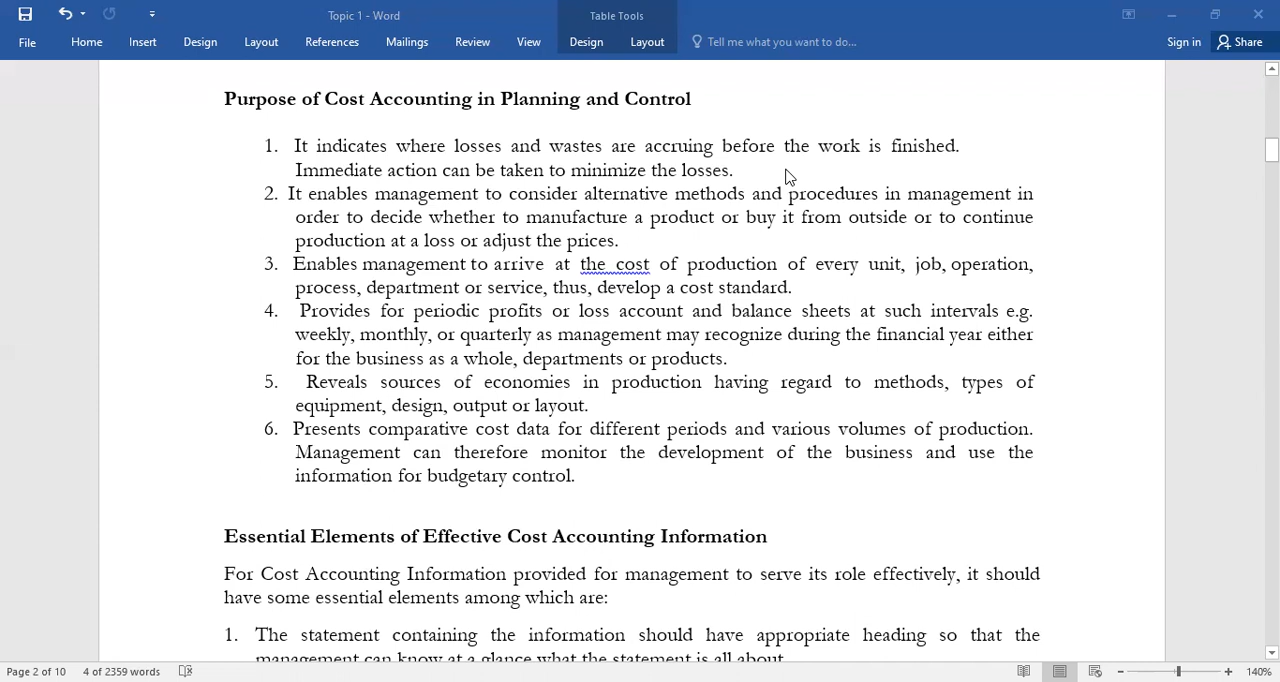 Topic 1 - Word
Table Tools
File Home Insert Design Layout References Mailings Review View Design Layout Tell me what you want to do... Sign in Share
Purpose of Cost Accounting in Planning and Control
1. It indicates where losses and wastes are accruing before the work is finished.
Immediate action can be taken to minimize the losses.
2. It enables management to consider alternative methods and procedures in management in
order to decide whether to manufacture a product or buy it from outside or to continue
production at a loss or adjust the prices.
3. Enables management to arrive at the cost of production of every unit, job, operation,
process, department or service, thus, develop a cost standard.
4. Provides for periodic profits or loss account and balance sheets at such intervals e.g.
weekly, monthly, or quarterly as management may recognize during the financial year either
for the business as a whole, departments or products.
5. Reveals sources of economies in production having regard to methods, types of
equipment, design, output or layout.
6. Presents comparative cost data for different periods and various volumes of production.
Management can therefore monitor the development of the business and use the
information for budgetary control.
Essential Elements of Effective Cost Accounting Information
For Cost Accounting Information provided for management to serve its role effectively, it should
have some essential elements among which are:
1. The statement containing the information should have appropriate heading so that the
management can know at a glance what the statement is all about.
Page 2 of 10 4 of 2359 words 140%